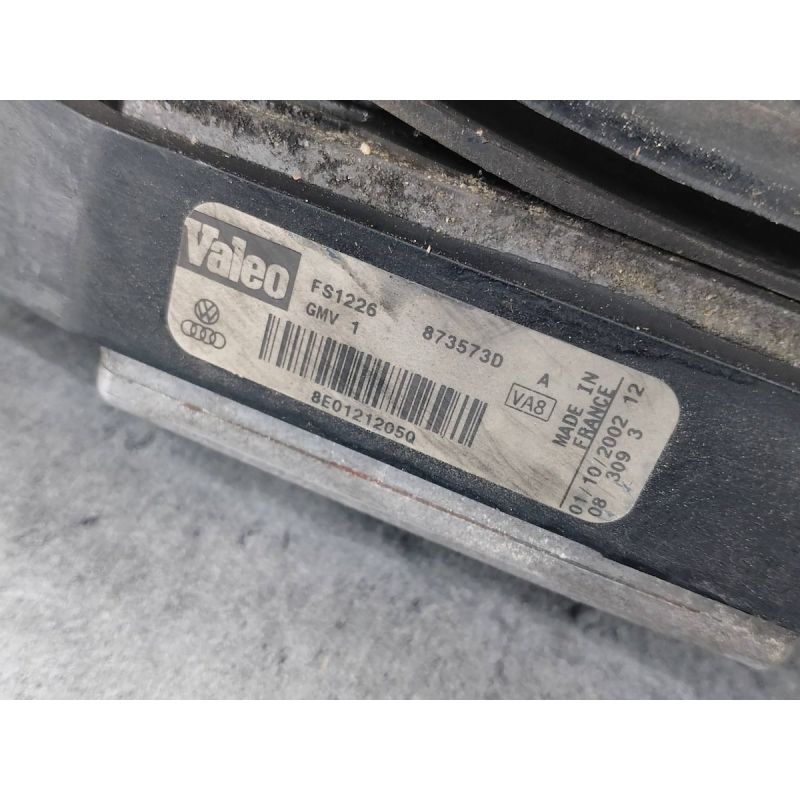 Valeo
FS1226
GMV 1
873573D
8E0121205Q
A
VA8
MADE IN
FRANCE
01/10/2002 12
08 309 3